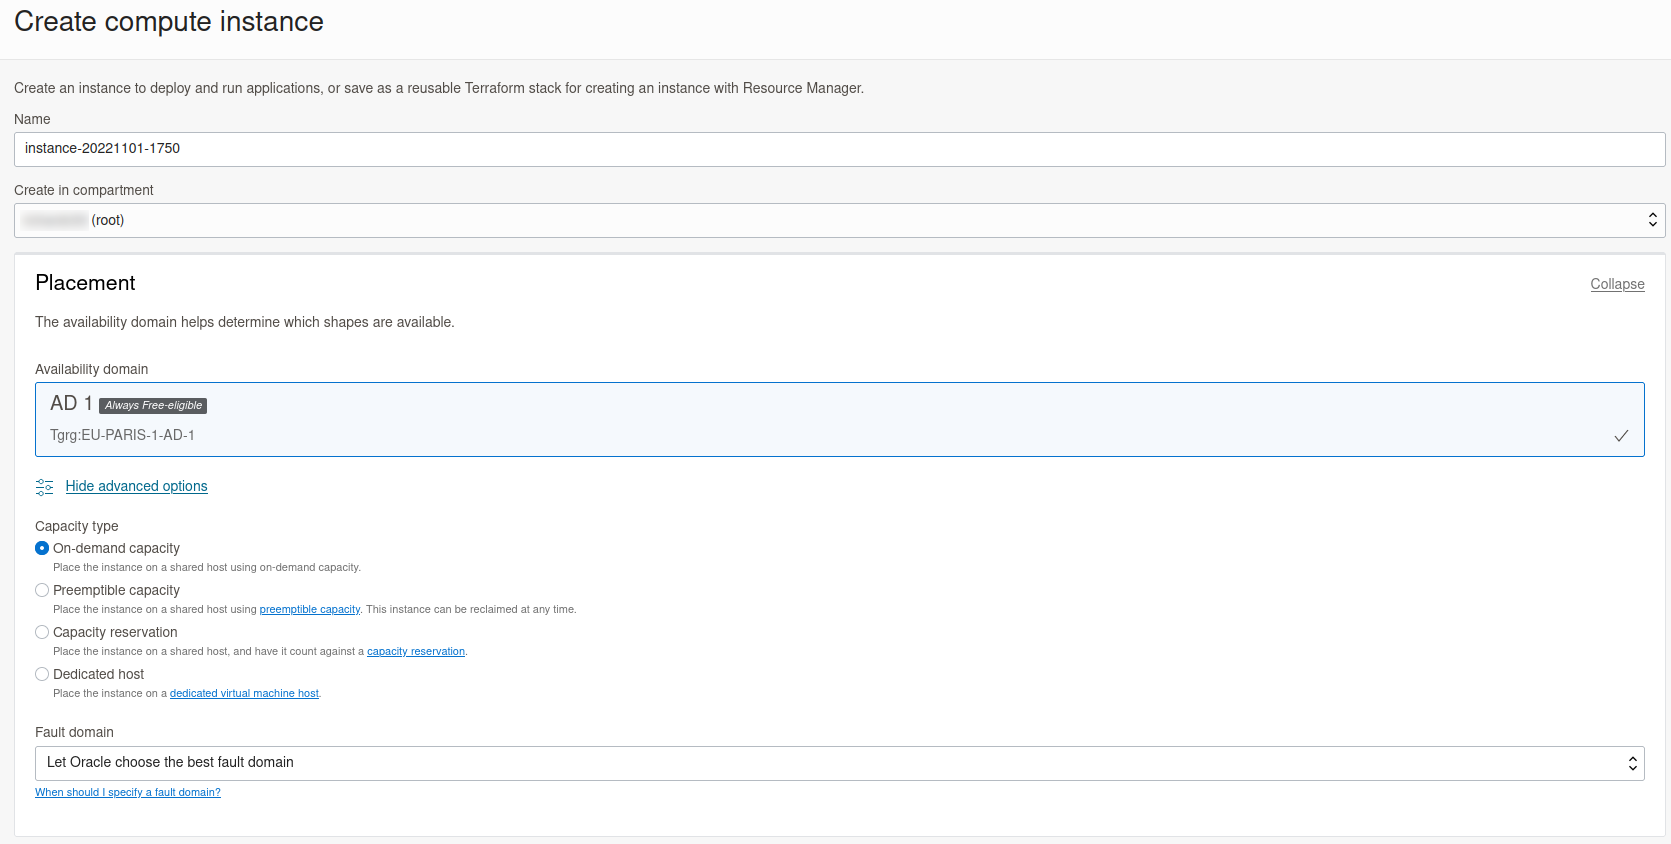 Create compute instance
Create an instance to deploy and run applications, or save as a reusable Terraform stack for creating an instance with Resource Manager.
Name
instance-20221101-1750
Create in compartment
(root)
Placement
Collapse
The availability domain helps determine which shapes are available.
Availability domain
AD 1 Always Free-eligible
Tgrg:EU-PARIS-1-AD-1
Hide advanced options
Capacity type
On-demand capacity
Place the instance on a shared host using on-demand capacity.
Preemptible capacity
Place the instance on a shared host using preemptible capacity. This instance can be reclaimed at any time.
Capacity reservation
Place the instance on a shared host, and have it count against a capacity reservation.
Dedicated host
Place the instance on a dedicated virtual machine host.
Fault domain
Let Oracle choose the best fault domain
When should I specify a fault domain?